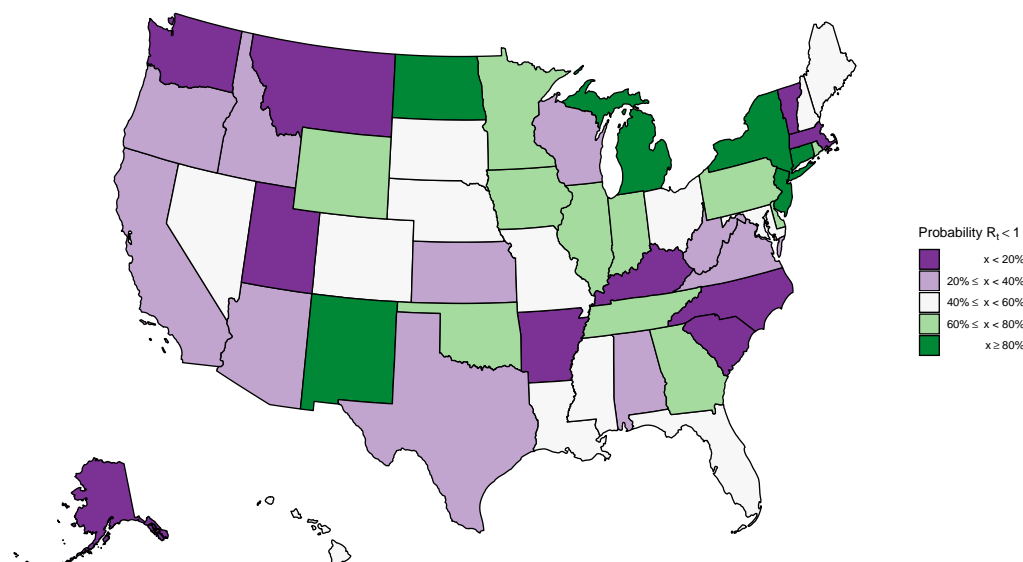 Probability Rt < 1
x < 20%
20% ≤ x < 40%
40% ≤ x < 60%
60% ≤ x < 80%
x ≥ 80%